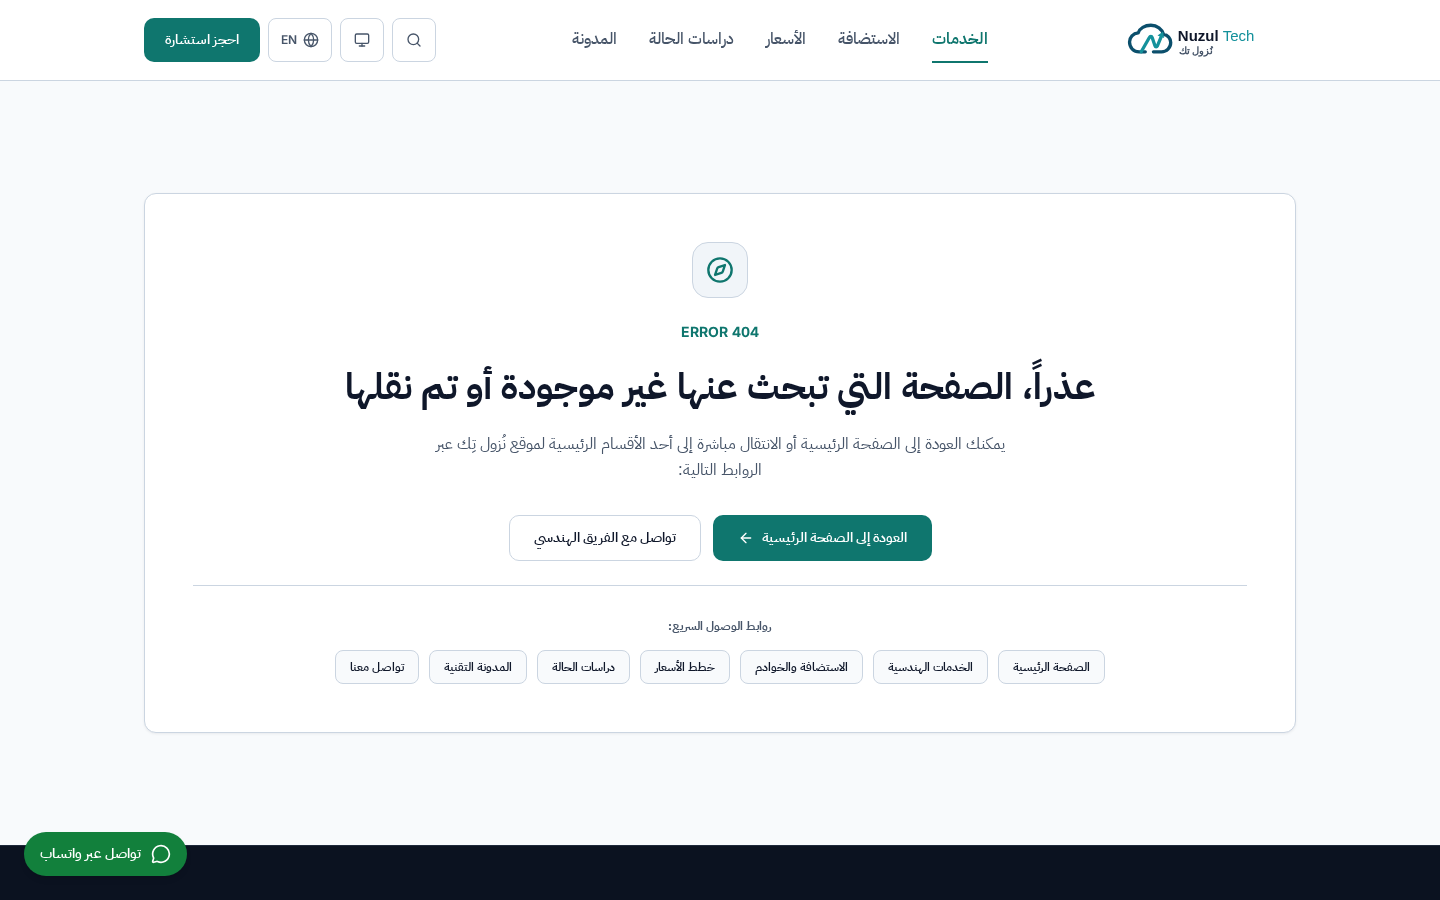 Nuzul Tech
نُزول تك
الخدمات
الاستضافة
الأسعار
دراسات الحالة
المدونة
EN
احجز استشارة
ERROR 404
عذراً، الصفحة التي تبحث عنها غير موجودة أو تم نقلها
يمكنك العودة إلى الصفحة الرئيسية أو الانتقال مباشرة إلى أحد الأقسام الرئيسية لموقع نُزول تِك عبر
الروابط التالية:
العودة إلى الصفحة الرئيسية
تواصل مع الفريق الهندسي
روابط الوصول السريع:
الصفحة الرئيسية
الخدمات الهندسية
الاستضافة والخوادم
خطط الأسعار
دراسات الحالة
المدونة التقنية
تواصل معنا
تواصل عبر واتساب